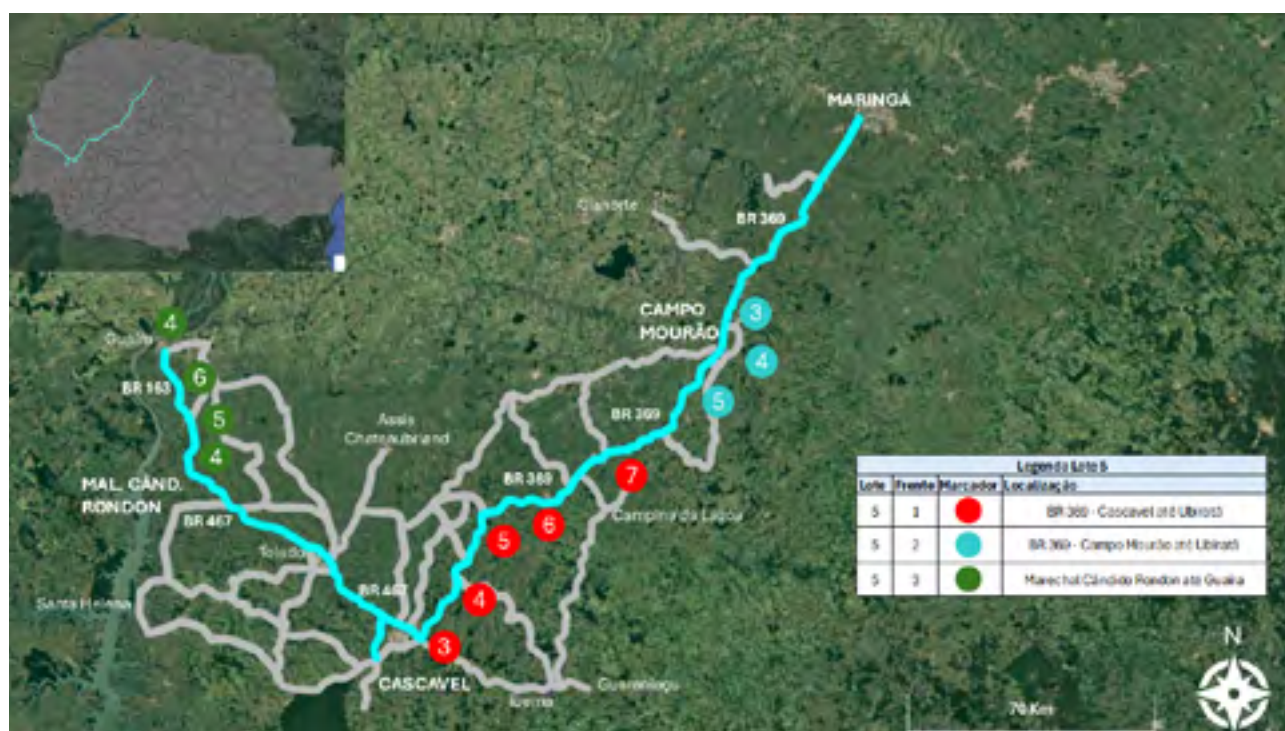 MARINGÁ
Cianorte
BR 369
CAMPO
MOURÃO
3
4
5
4
Guaíra
6
BR 163
5
4
Assis
Chateaubriand
BR 369
MAL. CÂND.
RONDON
BR 467
BR 369
7
Campina da Lagoa
6
5
Toledo
4
Santa Helena
BR 467
3
CASCAVEL
Guaraniaçu
Ibema
Legenda Lote 5
Lote Frente Marcador Localização
5 1 BR 369 - Cascavel até Ubiratã
5 2 BR 369 - Campo Mourão até Ubiratã
5 3 Marechal Cândido Rondon até Guaíra
N
70 Km